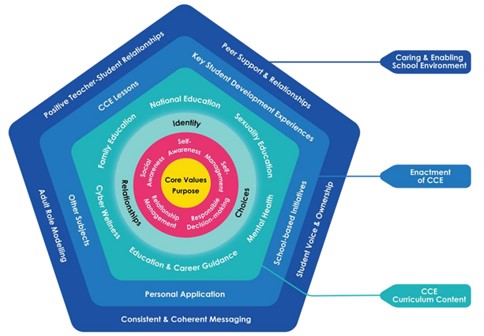 Positive Teacher-Student Relationships
Peer Support & Relationships
Adult Role Modelling
Student Voice & Ownership
Consistent & Coherent Messaging
CCE Lessons
Key Student Development Experiences
Other Subjects
School-based Initiatives
Personal Application
National Education
Family Education
Sexuality Education
Cyber Wellness
Mental Health
Education & Career Guidance
Identity
Relationships
Choices
Self-
Awareness
Self-
Management
Social
Awareness
Relationship
Management
Responsible
Decision-making
Core Values
Purpose
Caring & Enabling
School Environment
Enactment
of CCE
CCE
Curriculum Content